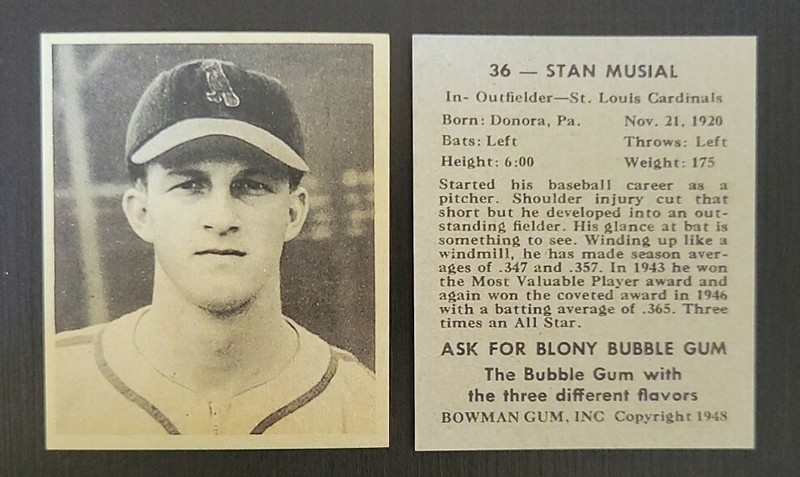 36 — STAN MUSIAL
In- Outfielder—St. Louis Cardinals
Born: Donora, Pa. Nov. 21, 1920
Bats: Left Throws: Left
Height: 6:00 Weight: 175
Started his baseball career as a
pitcher. Shoulder injury cut that
short but he developed into an out-
standing fielder. His glance at bat is
something to see. Winding up like a
windmill, he has made season aver-
ages of .347 and .357. In 1943 he won
the Most Valuable Player award and
again won the coveted award in 1946
with a batting average of .365. Three
times an All Star.
ASK FOR BLONY BUBBLE GUM
The Bubble Gum with
the three different flavors
BOWMAN GUM, INC Copyright 1948